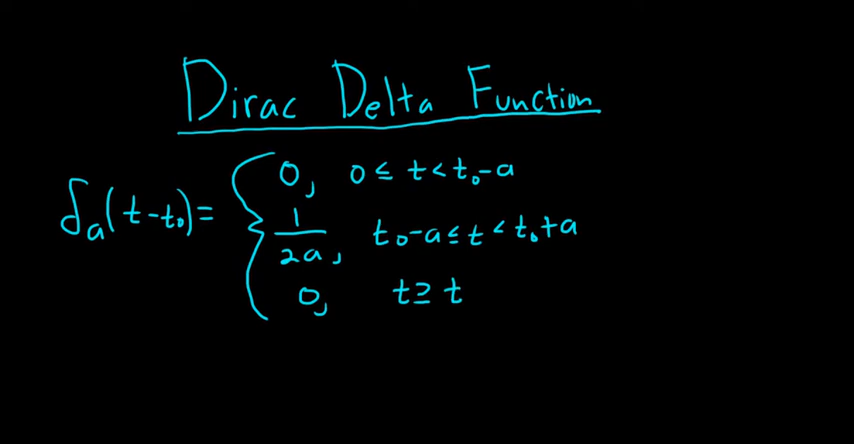 Dirac Delta Function
δₐ(t-t₀)= { 0, 0 ≤ t < t₀-a
1/2a, t₀-a ≤ t < t₀+a
0, t ≥ t